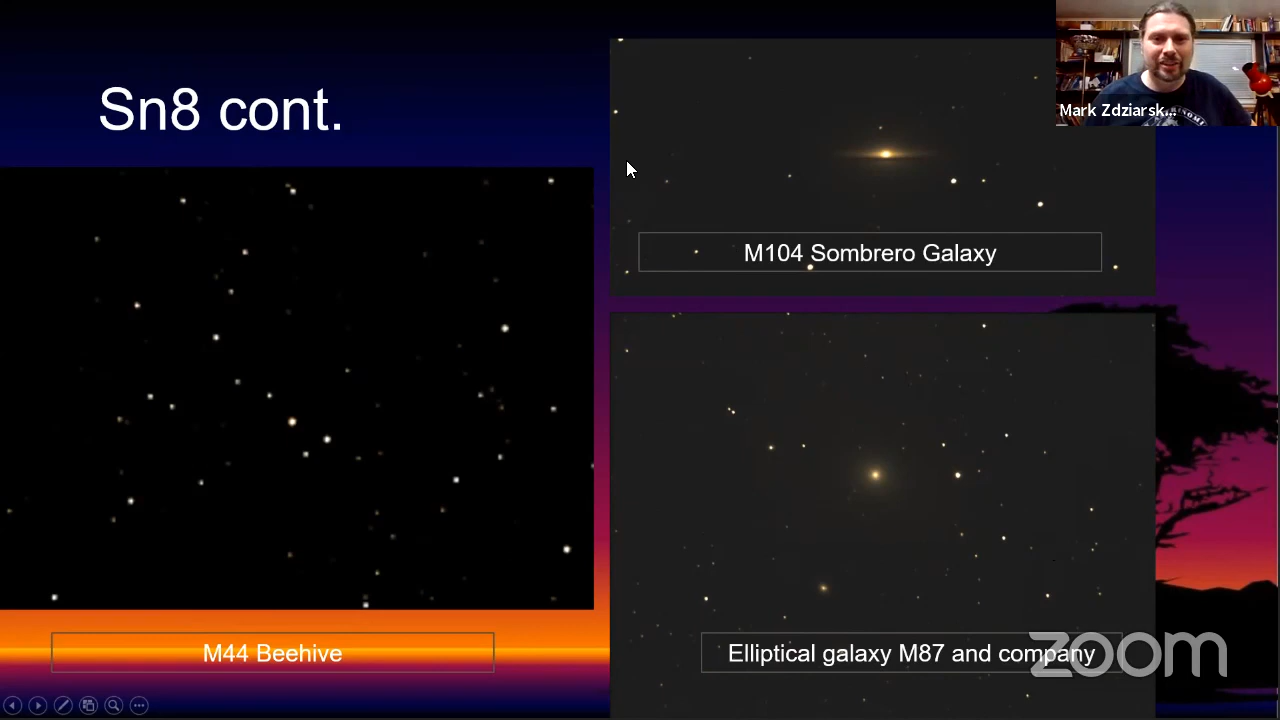 Sn8 cont.
Mark Zdziarsk...
M104 Sombrero Galaxy
M44 Beehive
Elliptical galaxy M87 and company
zoom